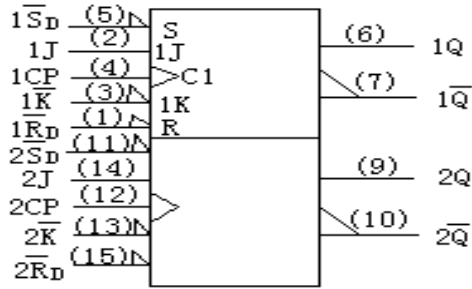 1S̅D (5) S
1J (2) 1J (6) 1Q
1CP (4) C1
1K̅ (3) 1K (7) 1Q̅
1R̅D (1) R
2S̅D (11)
2J (14) (9) 2Q
2CP (12)
2K̅ (13) (10) 2Q̅
2R̅D (15)